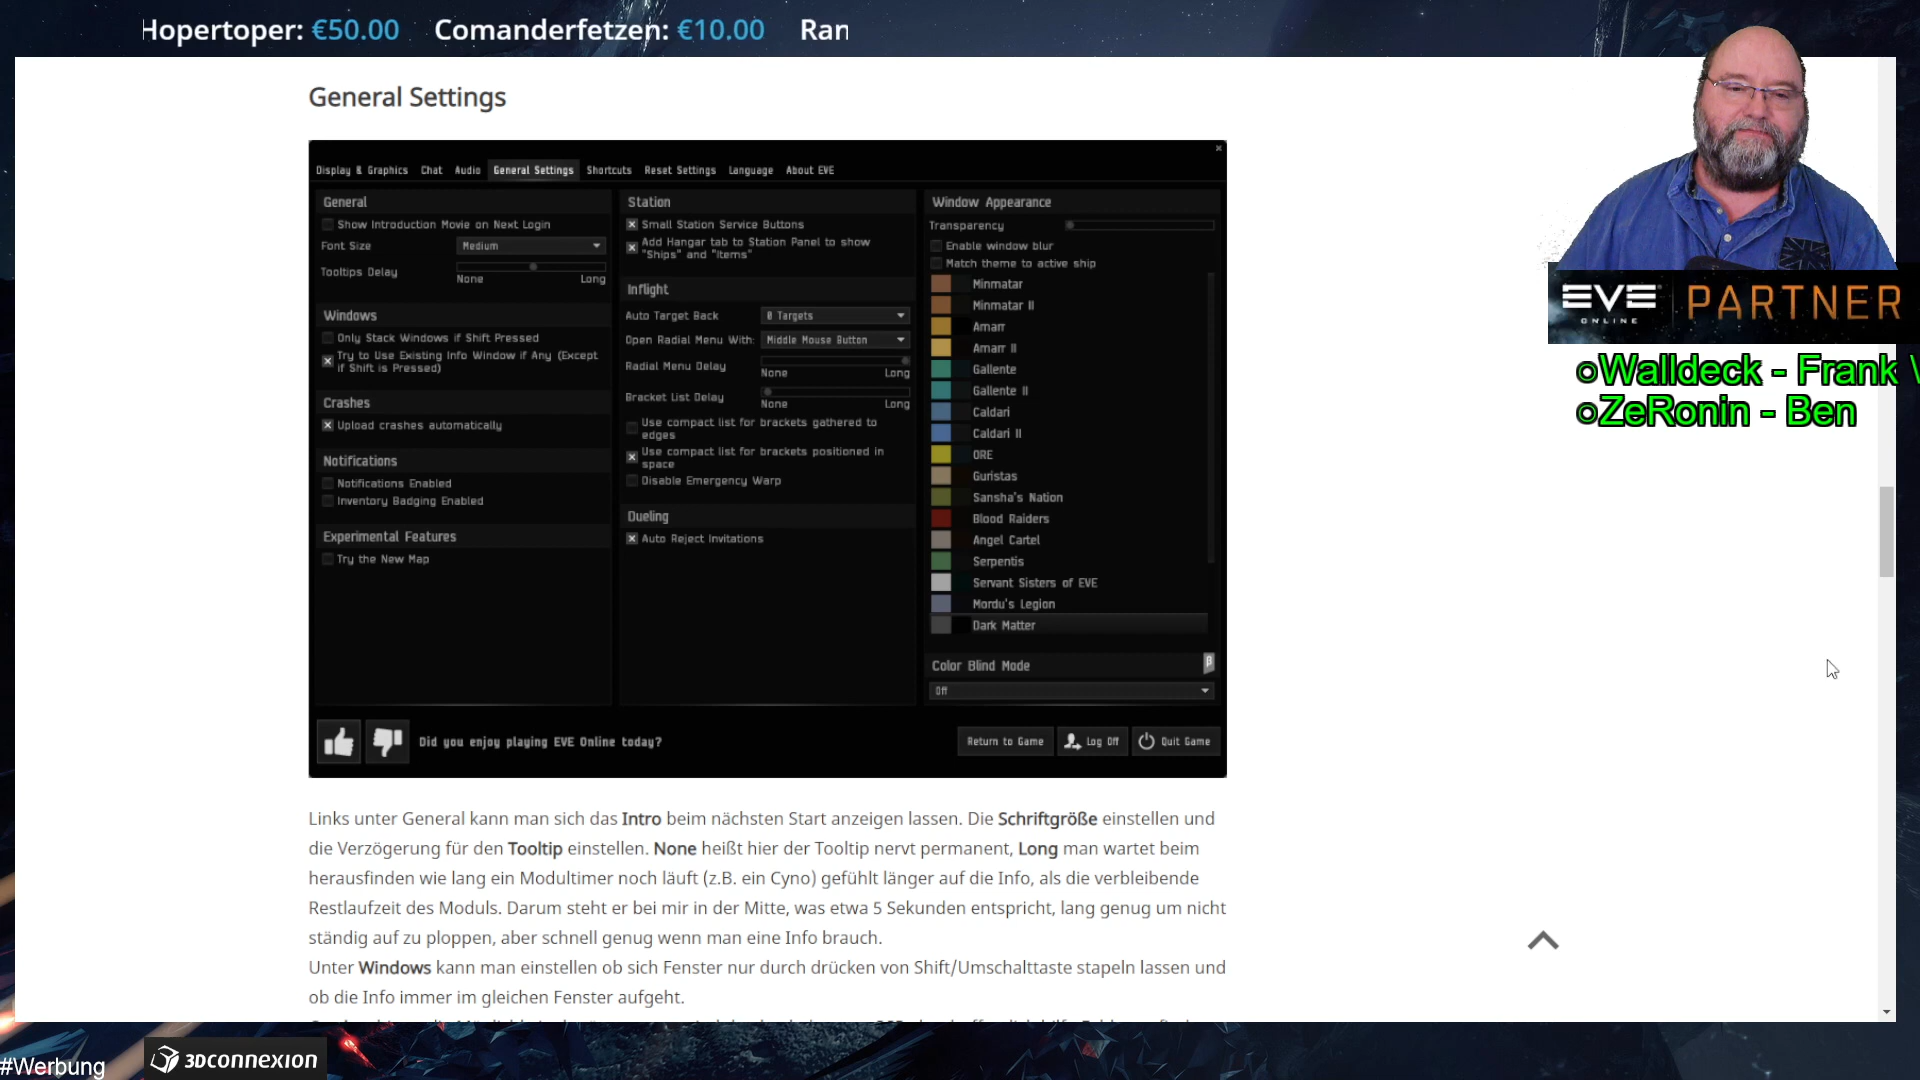 Hopertoper: €50.00 Comanderfetzen: €10.00 Ran
General Settings
Display & Graphics Chat Audio General Settings Shortcuts Reset Settings Language About EVE
General
Show Introduction Movie on Next Login
Font Size Medium
Tooltips Delay
None Long
Windows
Only Stack Windows if Shift Pressed
Try to Use Existing Info Window if Any (Except
if Shift is Pressed)
Crashes
Upload crashes automatically
Notifications
Notifications Enabled
Inventory Badging Enabled
Experimental Features
Try the New Map
Station
Small Station Service Buttons
Add Hangar tab to Station Panel to show
"Ships" and "Items"
Inflight
Auto Target Back 0 Targets
Open Radial Menu With: Middle Mouse Button
Radial Menu Delay
None Long
Bracket List Delay
None Long
Use compact list for brackets gathered to
edges
Use compact list for brackets positioned in
space
Disable Emergency Warp
Dueling
Auto Reject Invitations
Window Appearance
Transparency
Enable window blur
Match theme to active ship
Minmatar
Minmatar II
Amarr
Amarr II
Gallente
Gallente II
Caldari
Caldari II
ORE
Guristas
Sansha's Nation
Blood Raiders
Angel Cartel
Serpentis
Servant Sisters of EVE
Mordu's Legion
Dark Matter
Color Blind Mode β
Off
Did you enjoy playing EVE Online today?
Return to Game Log Off Quit Game
Links unter General kann man sich das Intro beim nächsten Start anzeigen lassen. Die Schriftgröße einstellen und
die Verzögerung für den Tooltip einstellen. None heißt hier der Tooltip nervt permanent, Long man wartet beim
herausfinden wie lang ein Modultimer noch läuft (z.B. ein Cyno) gefühlt länger auf die Info, als die verbleibende
Restlaufzeit des Moduls. Darum steht er bei mir in der Mitte, was etwa 5 Sekunden entspricht, lang genug um nicht
ständig auf zu ploppen, aber schnell genug wenn man eine Info brauch.
Unter Windows kann man einstellen ob sich Fenster nur durch drücken von Shift/Umschalttaste stapeln lassen und
ob die Info immer im gleichen Fenster aufgeht.
EVE ONLINE PARTNER
Walldeck - Frank
ZeRonin - Ben
#Werbung
3DCONNEXION